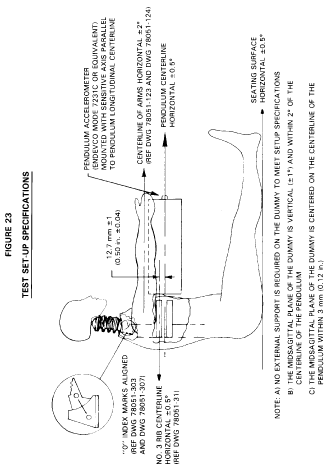 FIGURE 23
TEST SET-UP SPECIFICATIONS
PENDULUM ACCELEROMETER
(ENDEVCO MODE 7231C OR EQUIVALENT)
MOUNTED WITH SENSITIVE AXIS PARALLEL
TO PENDULUM LONGITUDINAL CENTERLINE
12.7 mm ±1
(0.50 in. ±0.04)
CENTERLINE OF ARMS HORIZONTAL ±2°
(REF DWG 78051-123 AND DWG 78051-124)
PENDULUM CENTERLINE
HORIZONTAL ±0.5°
"0" INDEX MARKS ALIGNED
(REF DWG 78051-303
AND DWG 78051-307)
NO. 3 RIB CENTERLINE
HORIZONTAL ±0.5°
(REF DWG 78051-31)
SEATING SURFACE
HORIZONTAL ±0.5°
NOTE: A) NO EXTERNAL SUPPORT IS REQUIRED ON THE DUMMY TO MEET SETUP SPECIFICATIONS
B) THE MIDSAGITTAL PLANE OF THE DUMMY IS VERTICAL (±1°) AND WITHIN 2° OF THE
CENTERLINE OF THE PENDULUM
C) THE MIDSAGITTAL PLANE OF THE DUMMY IS CENTERED ON THE CENTERLINE OF THE
PENDULUM WITHIN 3 mm (0.12 in.)